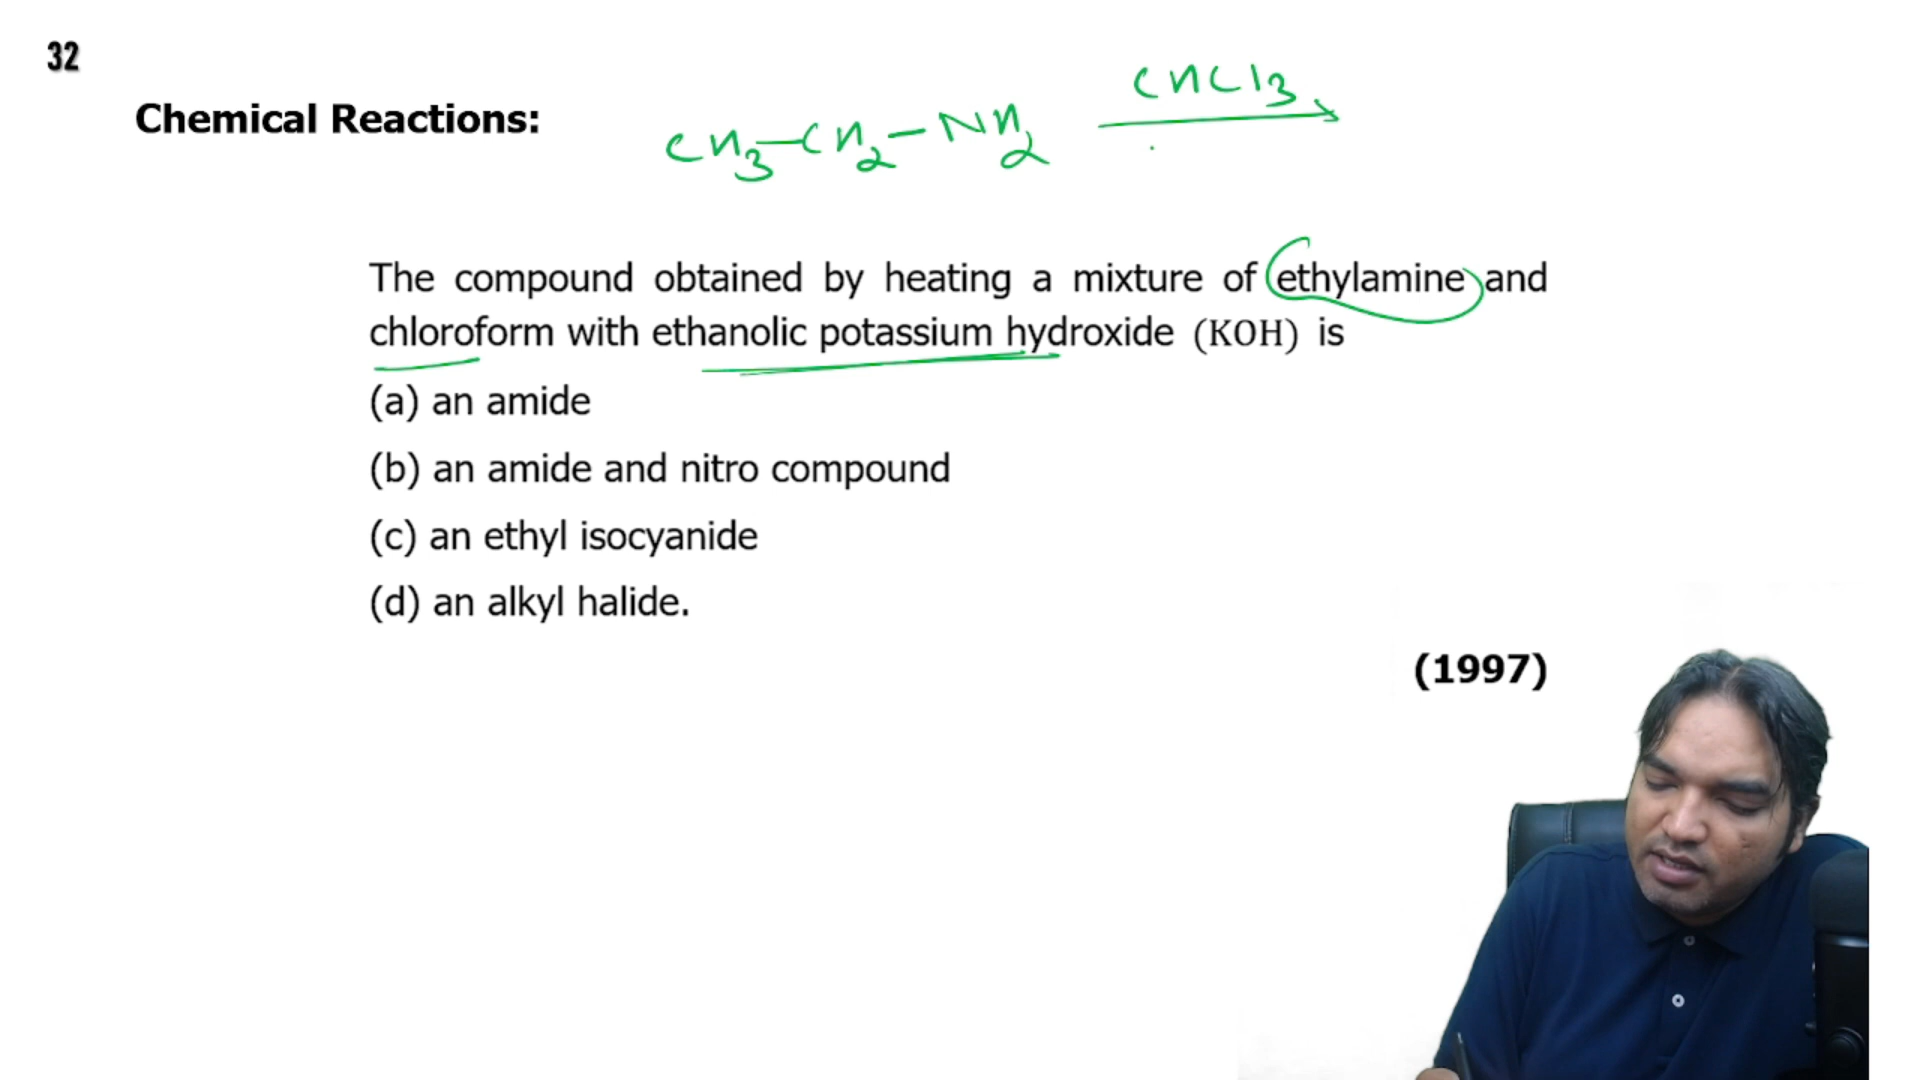 32
CHCl3
Chemical Reactions:
CH3-CH2-NH2
The compound obtained by heating a mixture of ethylamine and
chloroform with ethanolic potassium hydroxide (KOH) is
(a) an amide
(b) an amide and nitro compound
(c) an ethyl isocyanide
(d) an alkyl halide.
(1997)